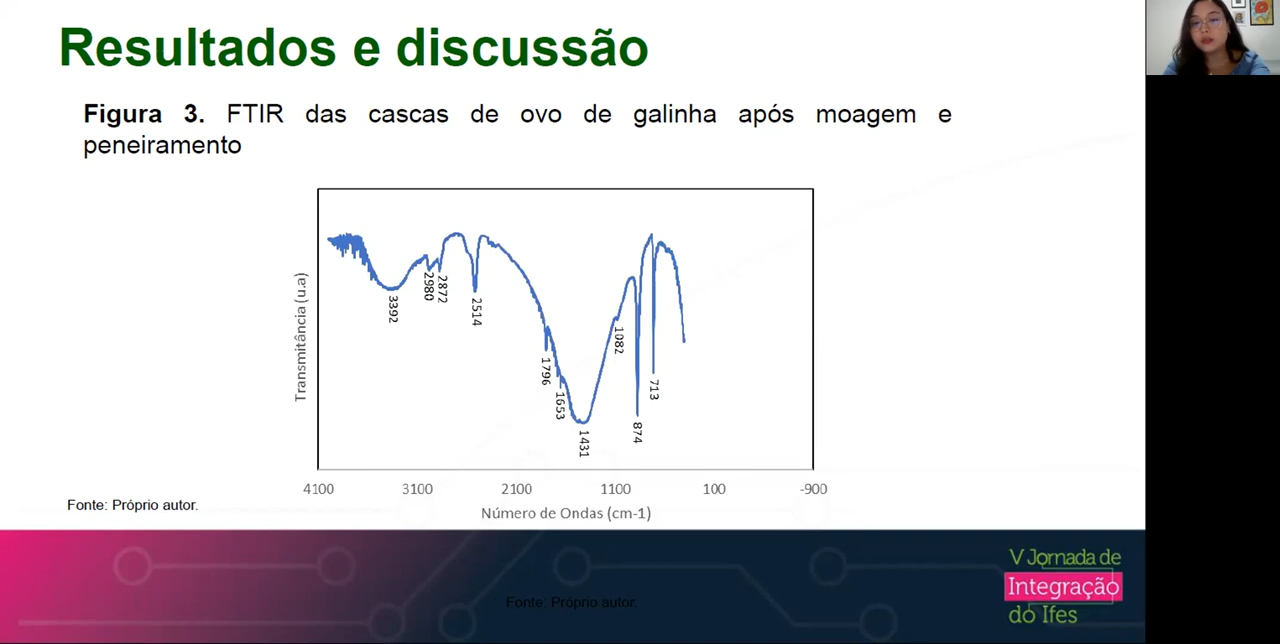 Resultados e discussão
Figura 3. FTIR das cascas de ovo de galinha após moagem e
peneiramento
Transmitância (u.a)
3392
2980
2872
2514
1796
1653
1431
1082
874
713
4100 3100 2100 1100 100 -900
Número de Ondas (cm-1)
Fonte: Próprio autor.
V Jornada de
Integração
do Ifes
Fonte: Próprio autor.